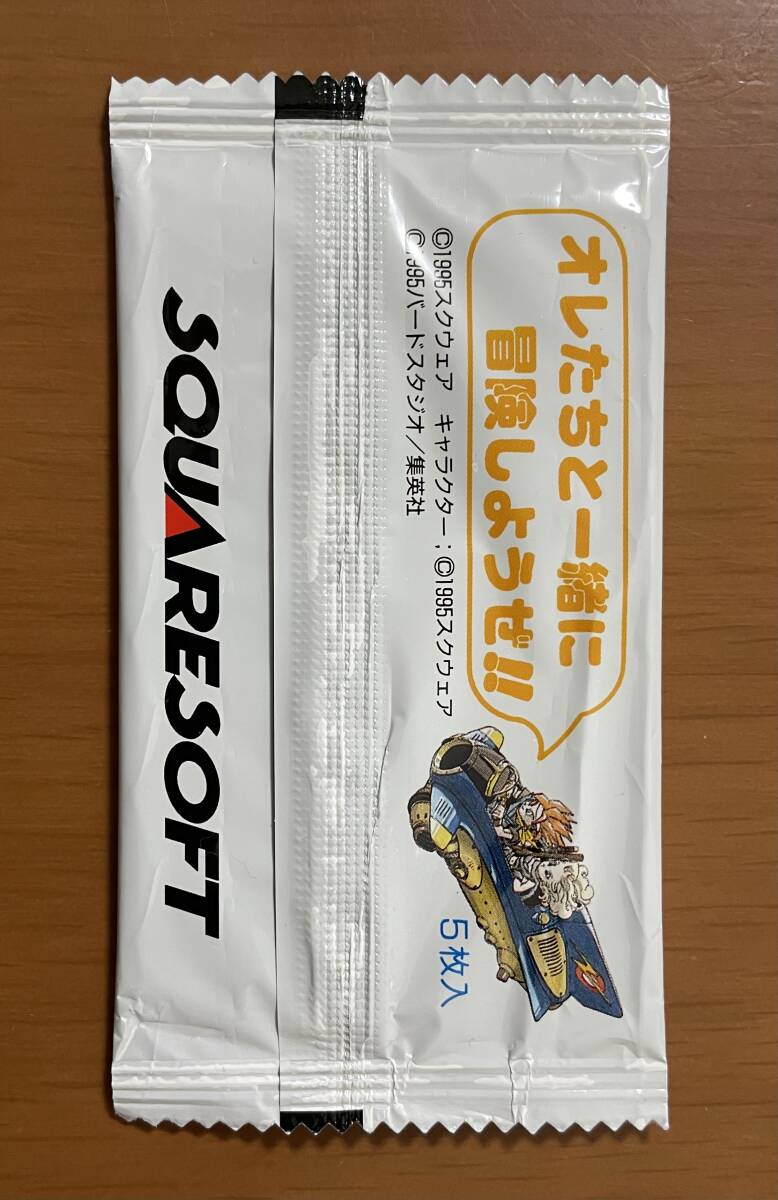 オレたちと一緒に
冒険しようぜ!!
©1995スクウェア キャラクター;©1995スクウェア
©1995バードスタジオ/集英社
5枚入
SQUARESOFT